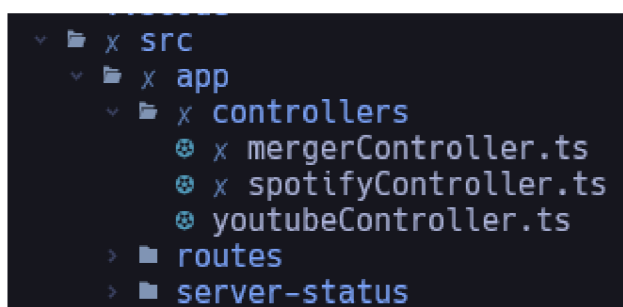 x src
x app
x controllers
x mergerController.ts
x spotifyController.ts
youtubeController.ts
routes
server-status